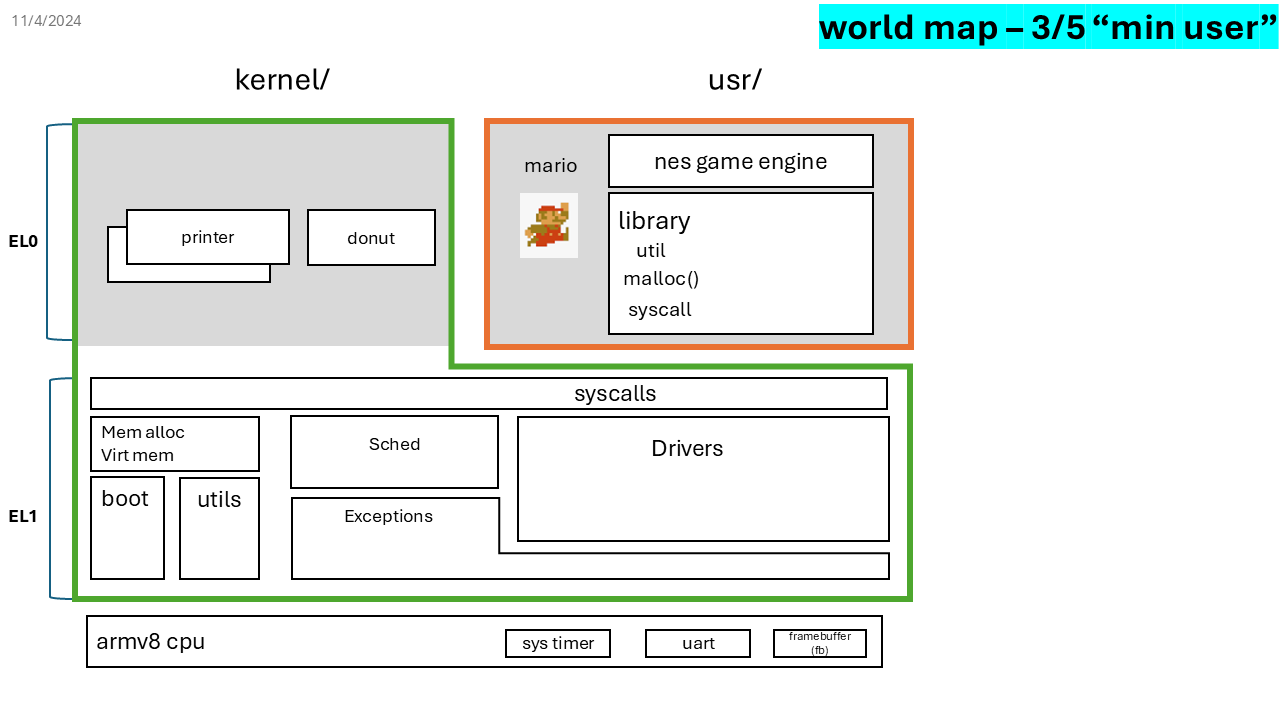 11/4/2024
world map – 3/5 “min user”
kernel/
usr/
EL0
printer
donut
mario
nes game engine
library
util
malloc()
syscall
EL1
syscalls
Mem alloc
Virt mem
Sched
Drivers
boot
utils
Exceptions
armv8 cpu
sys timer
uart
framebuffer
(fb)